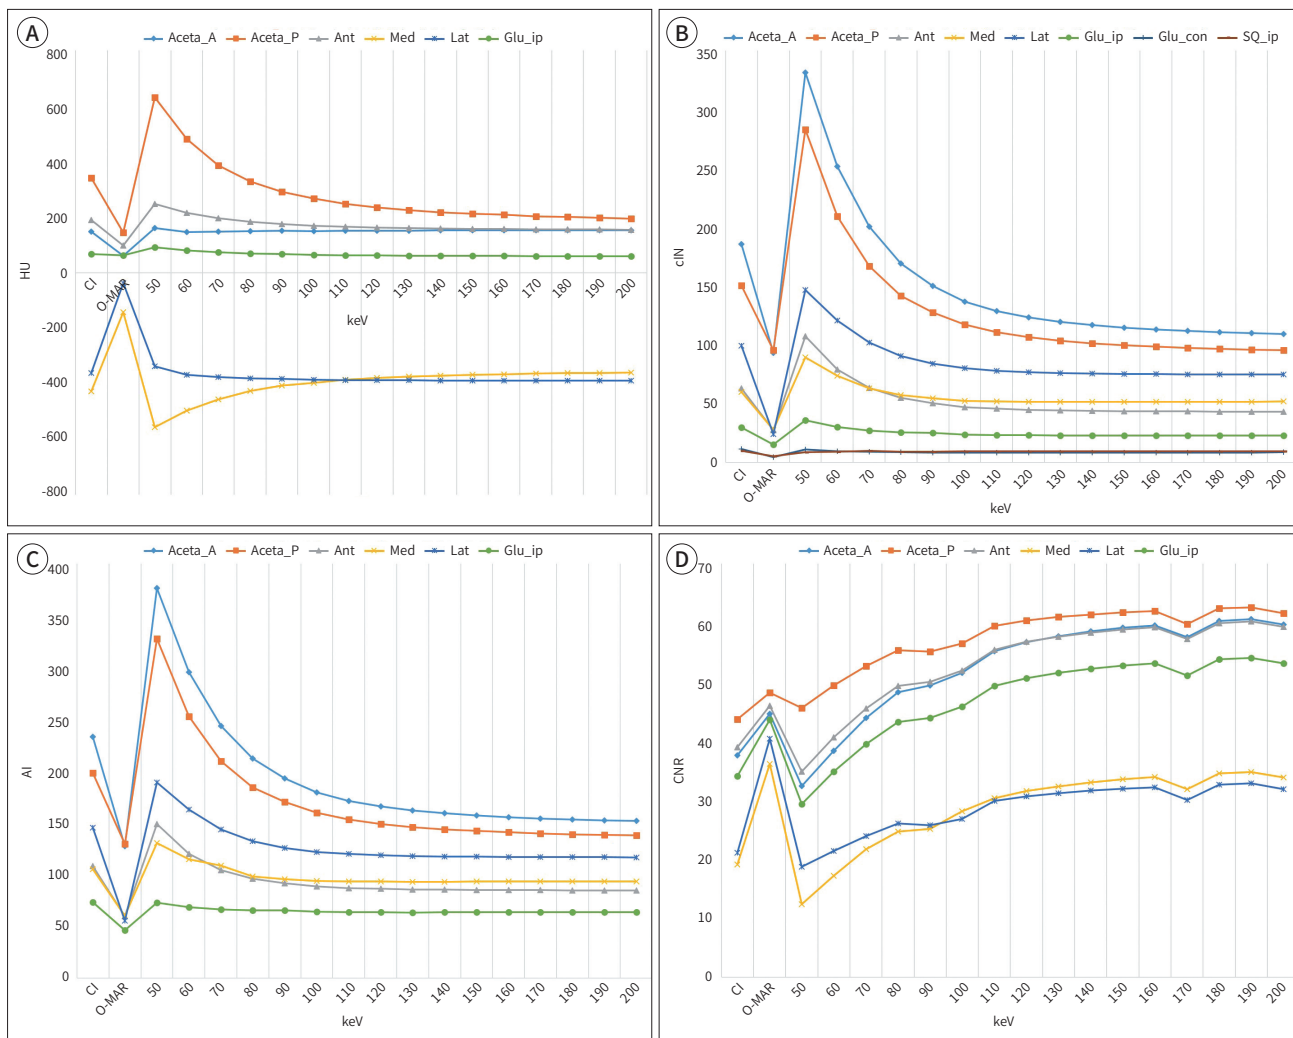 A
Aceta_A Aceta_P Ant Med Lat Glu_ip
800
600
400
200
0
-200
-400
-600
-800
HU
CI O-MAR 50 60 70 80 90 100 110 120 130 140 150 160 170 180 190 200
keV
B
Aceta_A Aceta_P Ant Med Lat Glu_ip Glu_con SQ_ip
350
300
250
200
150
100
50
0
cIN
CI O-MAR 50 60 70 80 90 100 110 120 130 140 150 160 170 180 190 200
keV
C
Aceta_A Aceta_P Ant Med Lat Glu_ip
400
350
300
250
200
150
100
50
0
AI
CI O-MAR 50 60 70 80 90 100 110 120 130 140 150 160 170 180 190 200
keV
D
Aceta_A Aceta_P Ant Med Lat Glu_ip
70
60
50
40
30
20
10
0
CNR
CI O-MAR 50 60 70 80 90 100 110 120 130 140 150 160 170 180 190 200
keV